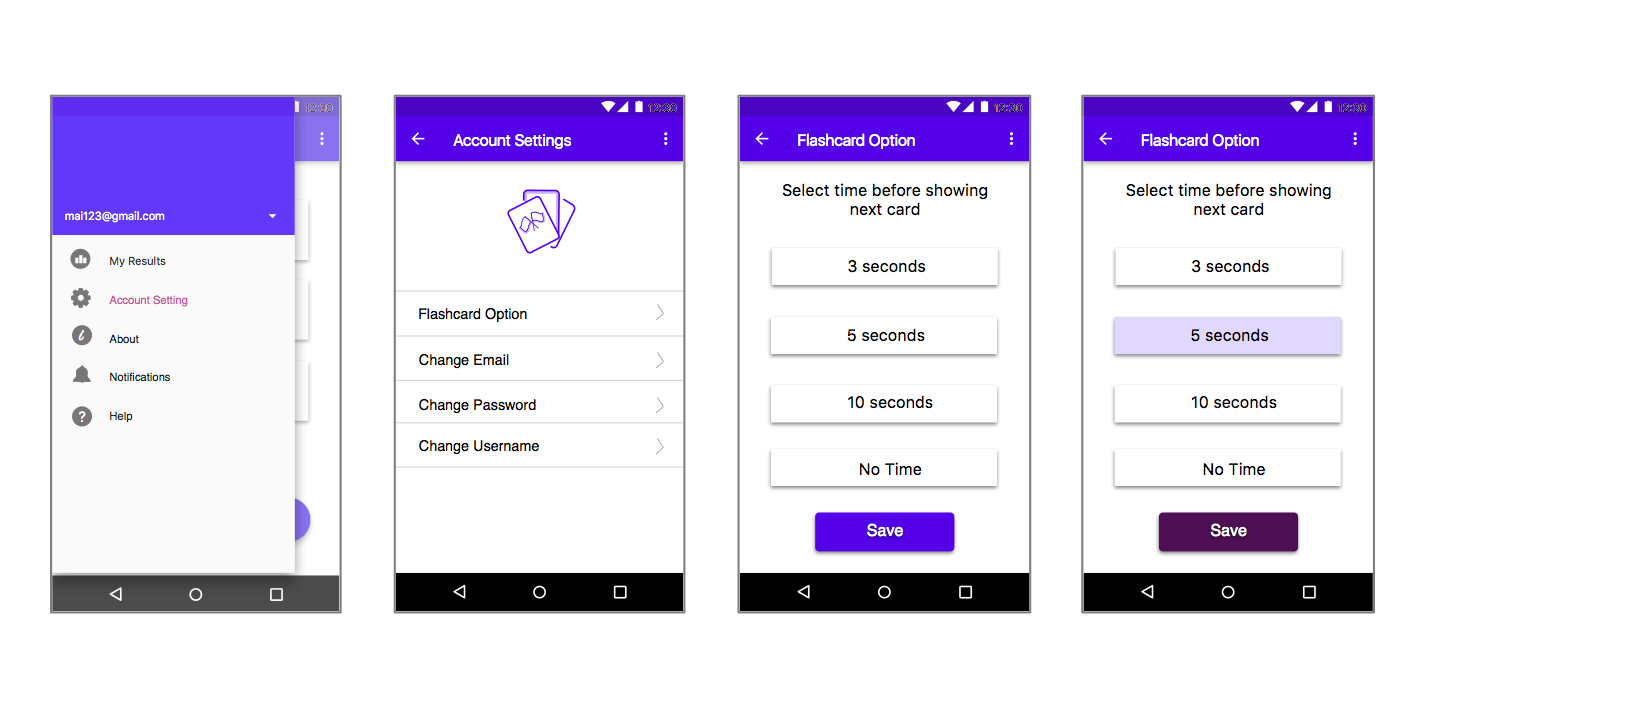 12:30
mai123@gmail.com
My Results
Account Setting
About
Notifications
Help
12:30
Account Settings
Flashcard Option
Change Email
Change Password
Change Username
12:30
Flashcard Option
Select time before showing
next card
3 seconds
5 seconds
10 seconds
No Time
Save
12:30
Flashcard Option
Select time before showing
next card
3 seconds
5 seconds
10 seconds
No Time
Save